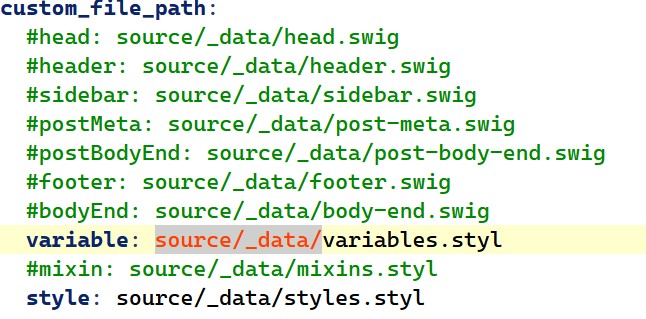 custom_file_path:
  #head: source/_data/head.swig
  #header: source/_data/header.swig
  #sidebar: source/_data/sidebar.swig
  #postMeta: source/_data/post-meta.swig
  #postBodyEnd: source/_data/post-body-end.swig
  #footer: source/_data/footer.swig
  #bodyEnd: source/_data/body-end.swig
  variable: source/_data/variables.styl
  #mixin: source/_data/mixins.styl
  style: source/_data/styles.styl